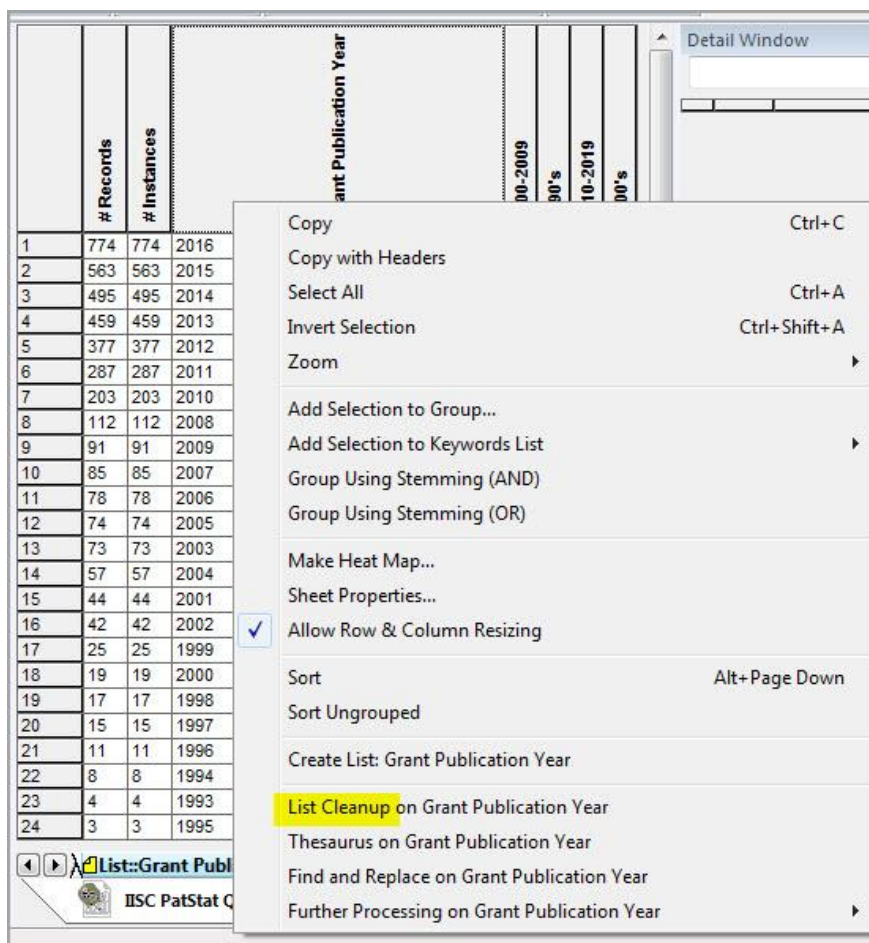 # Records
# Instances
ant Publication Year
00-2009
90's
10-2019
00's
Detail Window
1 774 774 2016
2 563 563 2015
3 495 495 2014
4 459 459 2013
5 377 377 2012
6 287 287 2011
7 203 203 2010
8 112 112 2008
9 91 91 2009
10 85 85 2007
11 78 78 2006
12 74 74 2005
13 73 73 2003
14 57 57 2004
15 44 44 2001
16 42 42 2002
17 25 25 1999
18 19 19 2000
19 17 17 1998
20 15 15 1997
21 11 11 1996
22 8 8 1994
23 4 4 1993
24 3 3 1995
List::Grant Publ
IISC PatStat Q
Copy Ctrl+C
Copy with Headers
Select All Ctrl+A
Invert Selection Ctrl+Shift+A
Zoom
Add Selection to Group...
Add Selection to Keywords List
Group Using Stemming (AND)
Group Using Stemming (OR)
Make Heat Map...
Sheet Properties...
Allow Row & Column Resizing
Sort Alt+Page Down
Sort Ungrouped
Create List: Grant Publication Year
List Cleanup on Grant Publication Year
Thesaurus on Grant Publication Year
Find and Replace on Grant Publication Year
Further Processing on Grant Publication Year